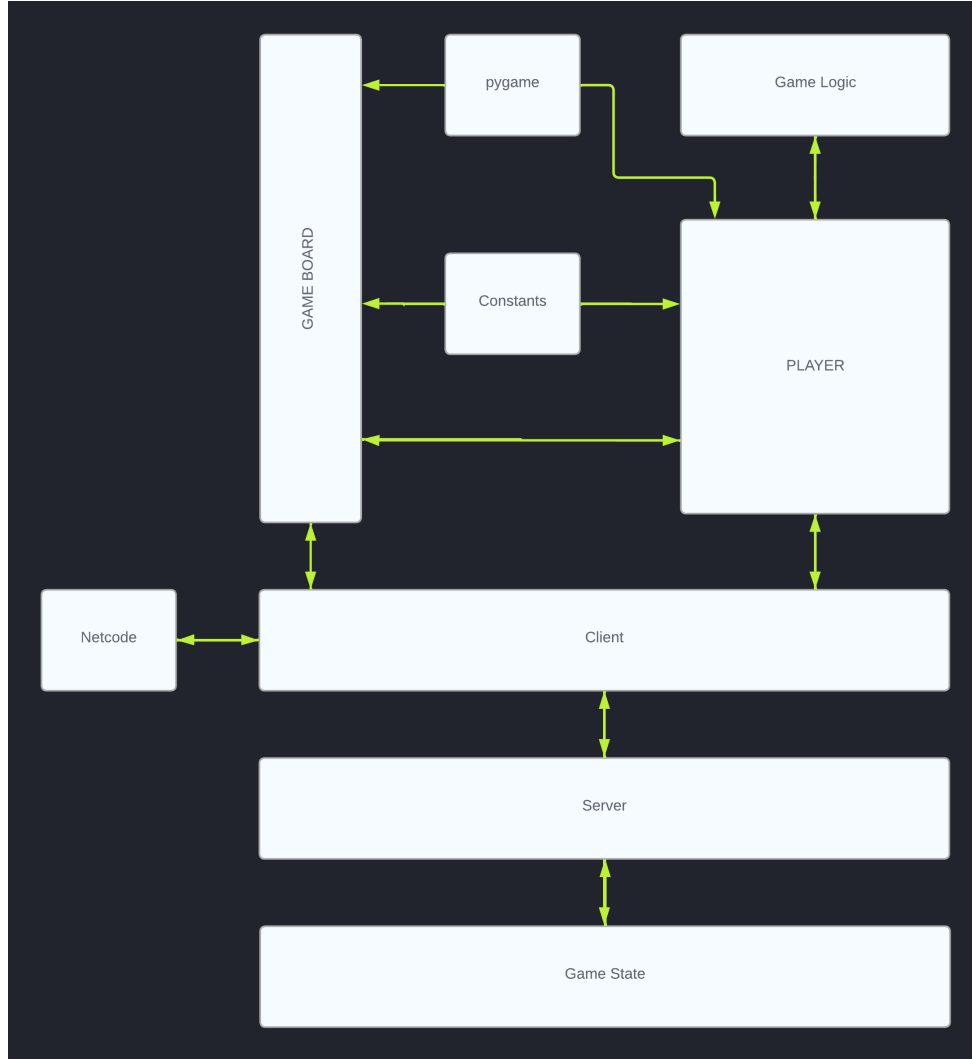 pygame
Game Logic
GAME BOARD
Constants
PLAYER
Netcode
Client
Server
Game State